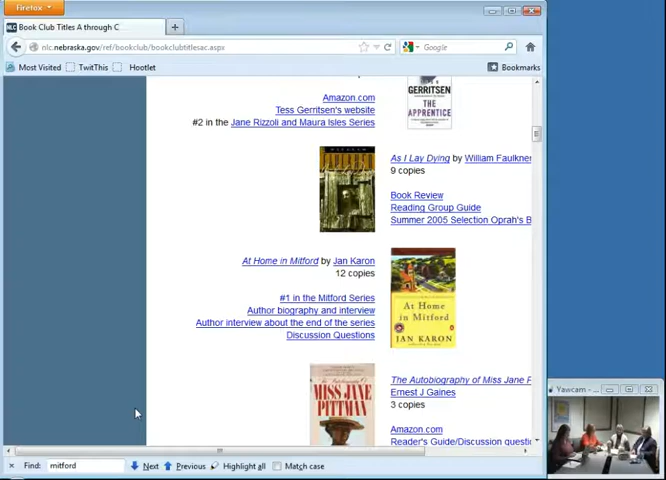 Firefox
NLC Book Club Titles A through C
nlc.nebraska.gov/ref/bookclub/bookclubtitlesac.aspx
Google
Most Visited TwitThis Hootlet Bookmarks
GERRITSEN
THE
APPRENTICE
Amazon.com
Tess Gerritsen's website
#2 in the Jane Rizzoli and Maura Isles Series
As I Lay Dying by William Faulkner
9 copies
Book Review
Reading Group Guide
Summer 2005 Selection Oprah's B
At Home in Mitford by Jan Karon
12 copies
#1 in the Mitford Series
Author biography and interview
Author interview about the end of the series
Discussion Questions
At Home
in Mitford
JAN KARON
The Autobiography of Miss Jane P
Ernest J Gaines
3 copies
Amazon.com
Reader's Guide/Discussion questio
MISS JANE
PITTMAN
Yawcam - ...
Find: mitford Next Previous Highlight all Match case